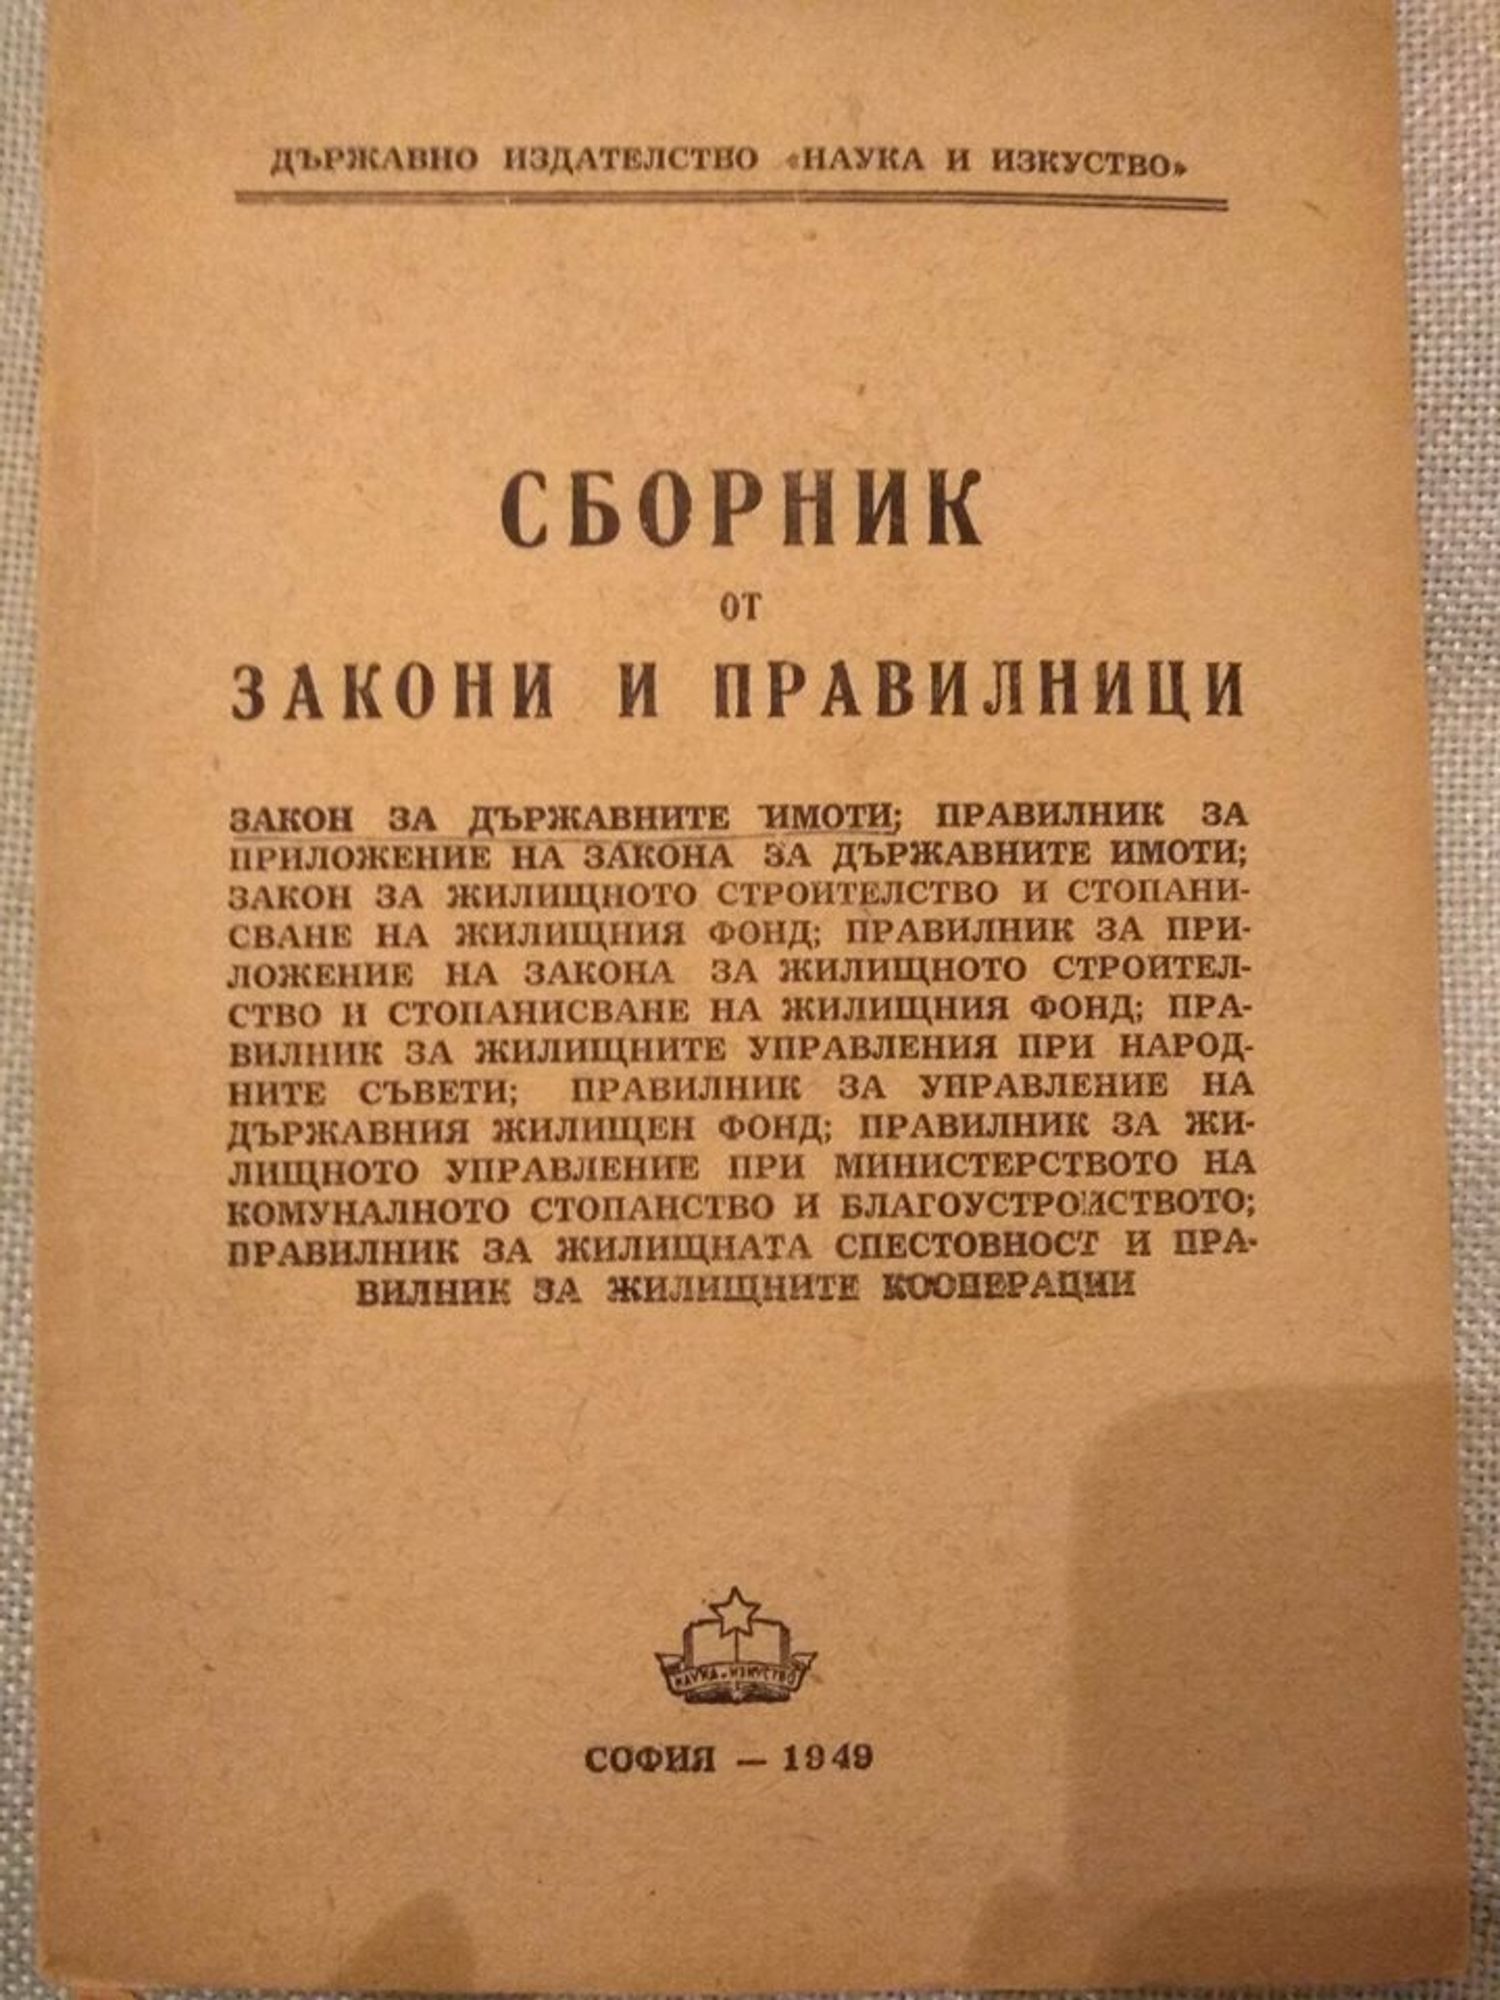 ДЪРЖАВНО ИЗДАТЕЛСТВО «НАУКА И ИЗКУСТВО»
СБОРНИК
ОТ
ЗАКОНИ И ПРАВИЛНИЦИ
ЗАКОН ЗА ДЪРЖАВНИТЕ ИМОТИ; ПРАВИЛНИК ЗА
ПРИЛОЖЕНИЕ НА ЗАКОНА ЗА ДЪРЖАВНИТЕ ИМОТИ;
ЗАКОН ЗА ЖИЛИЩНОТО СТРОИТЕЛСТВО И СТОПАНИ-
СВАНЕ НА ЖИЛИЩНИЯ ФОНД; ПРАВИЛНИК ЗА ПРИ-
ЛОЖЕНИЕ НА ЗАКОНА ЗА ЖИЛИЩНОТО СТРОИТЕЛ-
СТВО И СТОПАНИСВАНЕ НА ЖИЛИЩНИЯ ФОНД; ПРА-
ВИЛНИК ЗА ЖИЛИЩНИТЕ УПРАВЛЕНИЯ ПРИ НАРОД-
НИТЕ СЪВЕТИ; ПРАВИЛНИК ЗА УПРАВЛЕНИЕ НА
ДЪРЖАВНИЯ ЖИЛИЩЕН ФОНД; ПРАВИЛНИК ЗА ЖИ-
ЛИЩНОТО УПРАВЛЕНИЕ ПРИ МИНИСТЕРСТВОТО НА
КОМУНАЛНОТО СТОПАНСТВО И БЛАГОУСТРОЙСТВОТО;
ПРАВИЛНИК ЗА ЖИЛИЩНАТА СПЕСТОВНОСТ И ПРА-
ВИЛНИК ЗА ЖИЛИЩНИТЕ КООПЕРАЦИИ
НАУКА И ИЗКУСТВО
СОФИЯ — 1949